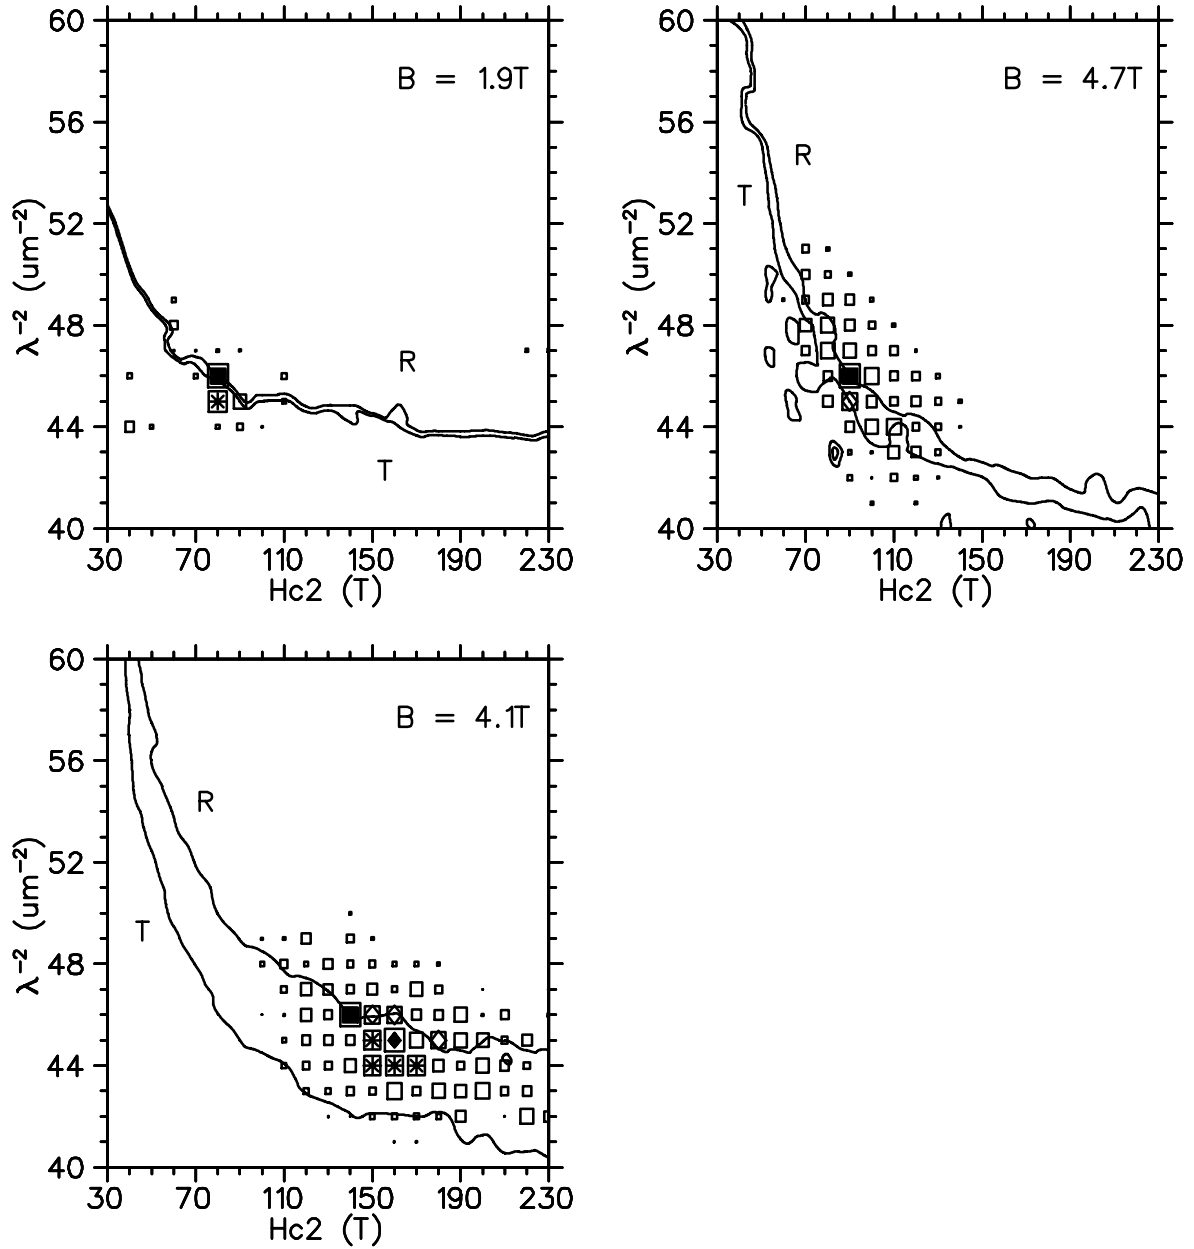 60
56
52
48
44
40
λ⁻² (um⁻²)
B = 1.9T
R
T
30 70 110 150 190 230
Hc2 (T)
60
56
52
48
44
40
λ⁻² (um⁻²)
B = 4.7T
R
T
30 70 110 150 190 230
Hc2 (T)
60
56
52
48
44
40
λ⁻² (um⁻²)
B = 4.1T
R
T
30 70 110 150 190 230
Hc2 (T)